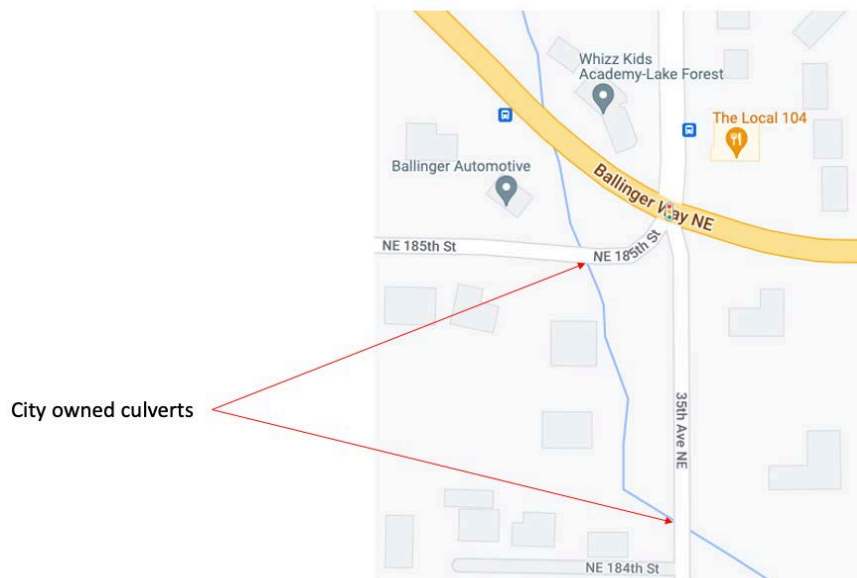 Whizz Kids
Academy-Lake Forest
The Local 104
Ballinger Automotive
Ballinger Way NE
NE 185th St
NE 185th St
City owned culverts
35th Ave NE
NE 184th St